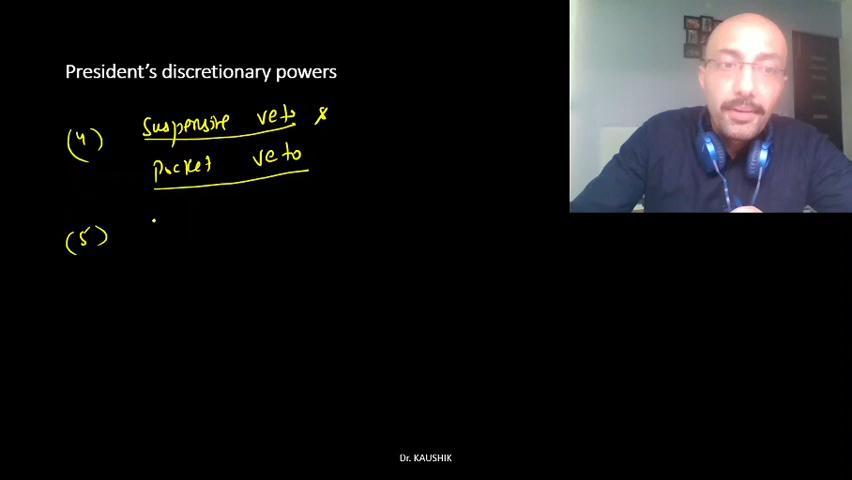 President's discretionary powers
(4) Suspensive veto &
Pocket veto
(5)
Dr. KAUSHIK